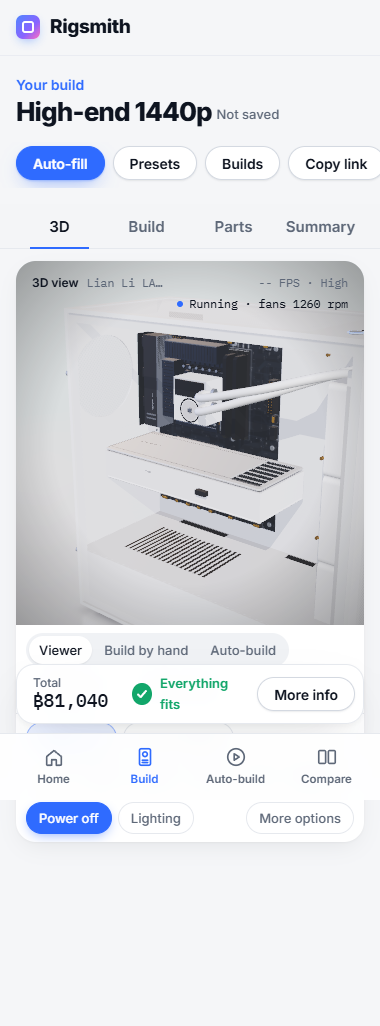 Rigsmith
Your build
High-end 1440p Not saved
Auto-fill Presets Builds Copy link
3D Build Parts Summary
3D view Lian Li LA… -- FPS · High
Running · fans 1260 rpm
Viewer Build by hand Auto-build
Total
฿81,040
Everything
fits
More info
Home Build Auto-build Compare
Power off Lighting More options